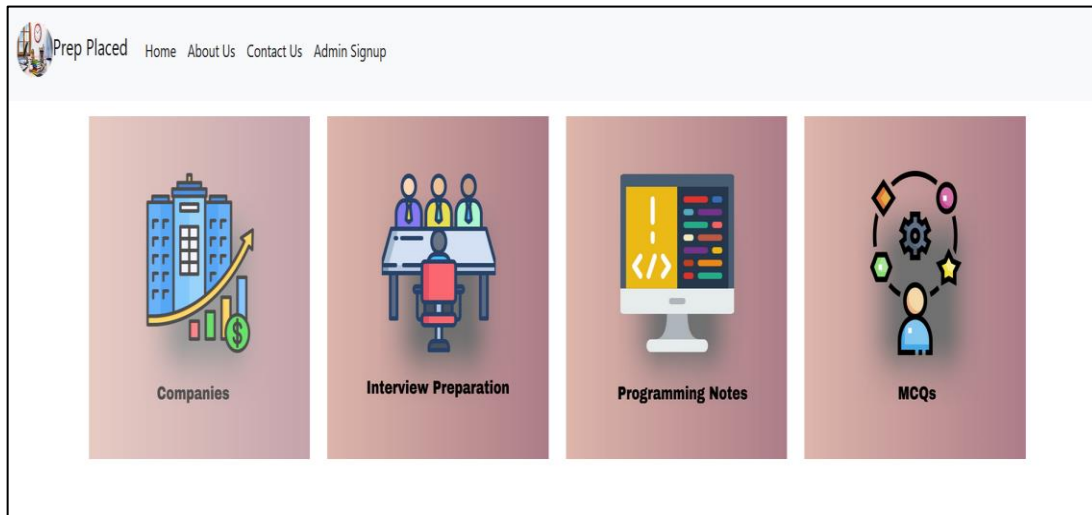 Prep Placed Home About Us Contact Us Admin Signup
Companies
Interview Preparation
Programming Notes
MCQs